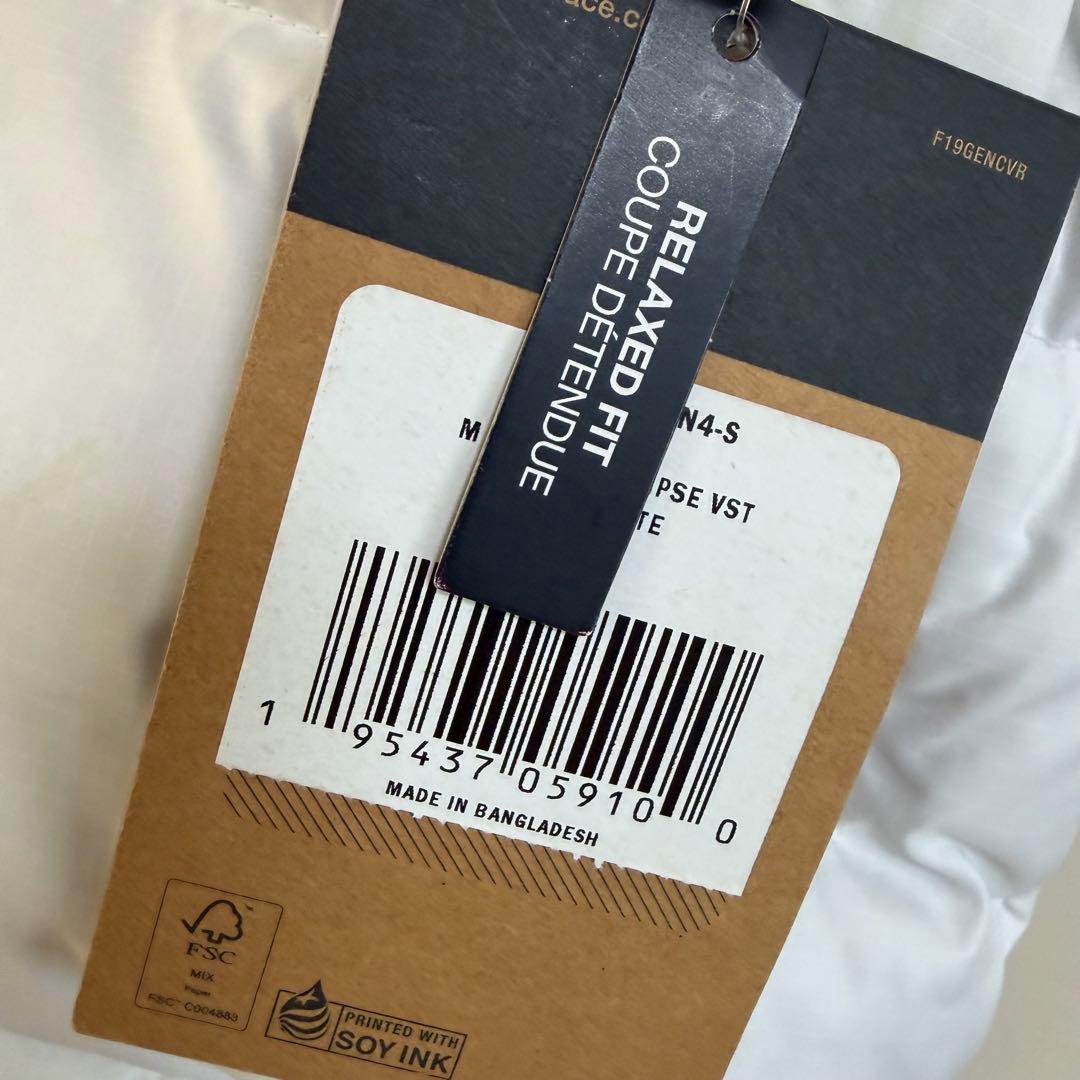 ace.c
F19GENCVR
RELAXED FIT
COUPE DÉTENDUE
M N4-S
PSE VST
TE
1 95437 05910 0
MADE IN BANGLADESH
FSC
MIX
Paper
FSC™ C004883
PRINTED WITH
SOY INK